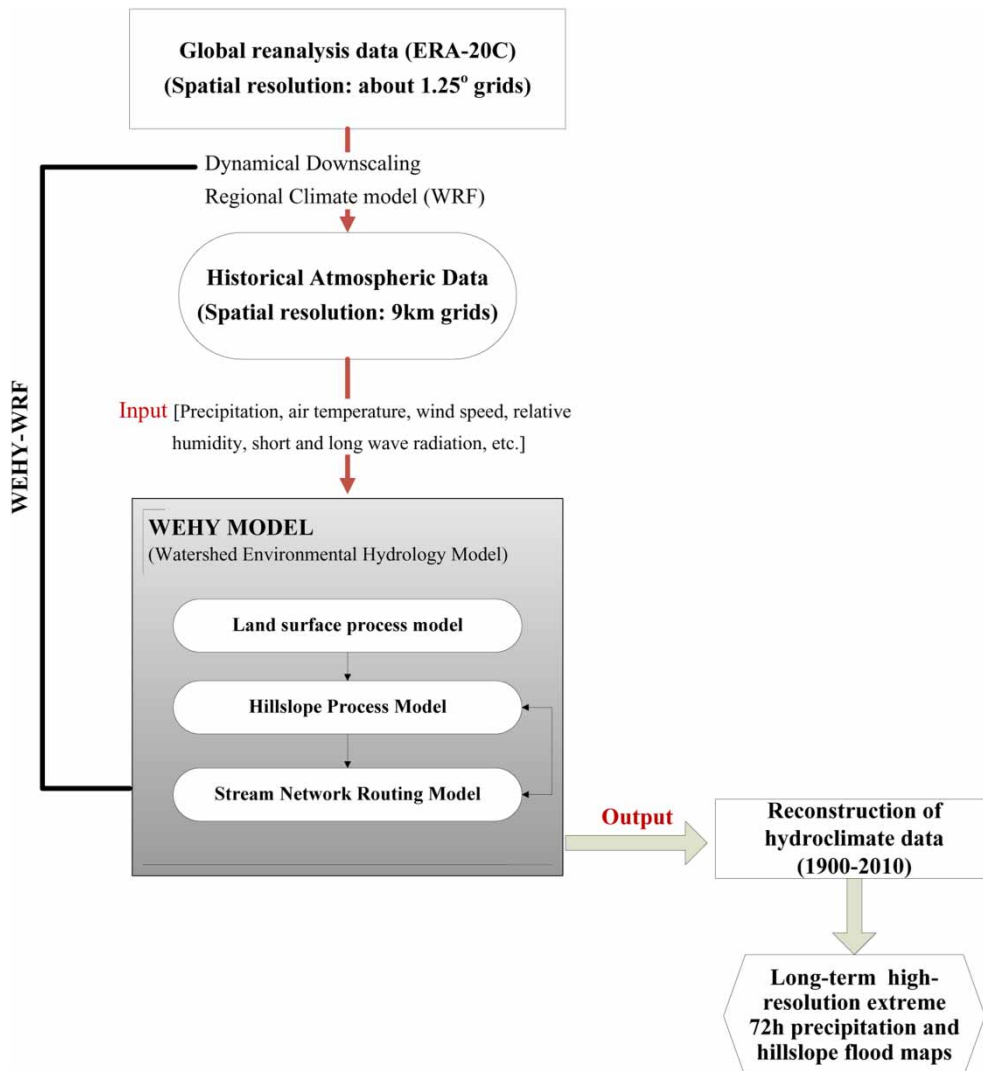 Global reanalysis data (ERA-20C)
(Spatial resolution: about 1.25° grids)
Dynamical Downscaling
Regional Climate model (WRF)
Historical Atmospheric Data
(Spatial resolution: 9km grids)
WEHY-WRF
Input [Precipitation, air temperature, wind speed, relative
humidity, short and long wave radiation, etc.]
WEHY MODEL
(Watershed Environmental Hydrology Model)
Land surface process model
Hillslope Process Model
Stream Network Routing Model
Output
Reconstruction of
hydroclimate data
(1900-2010)
Long-term high-
resolution extreme
72h precipitation and
hillslope flood maps